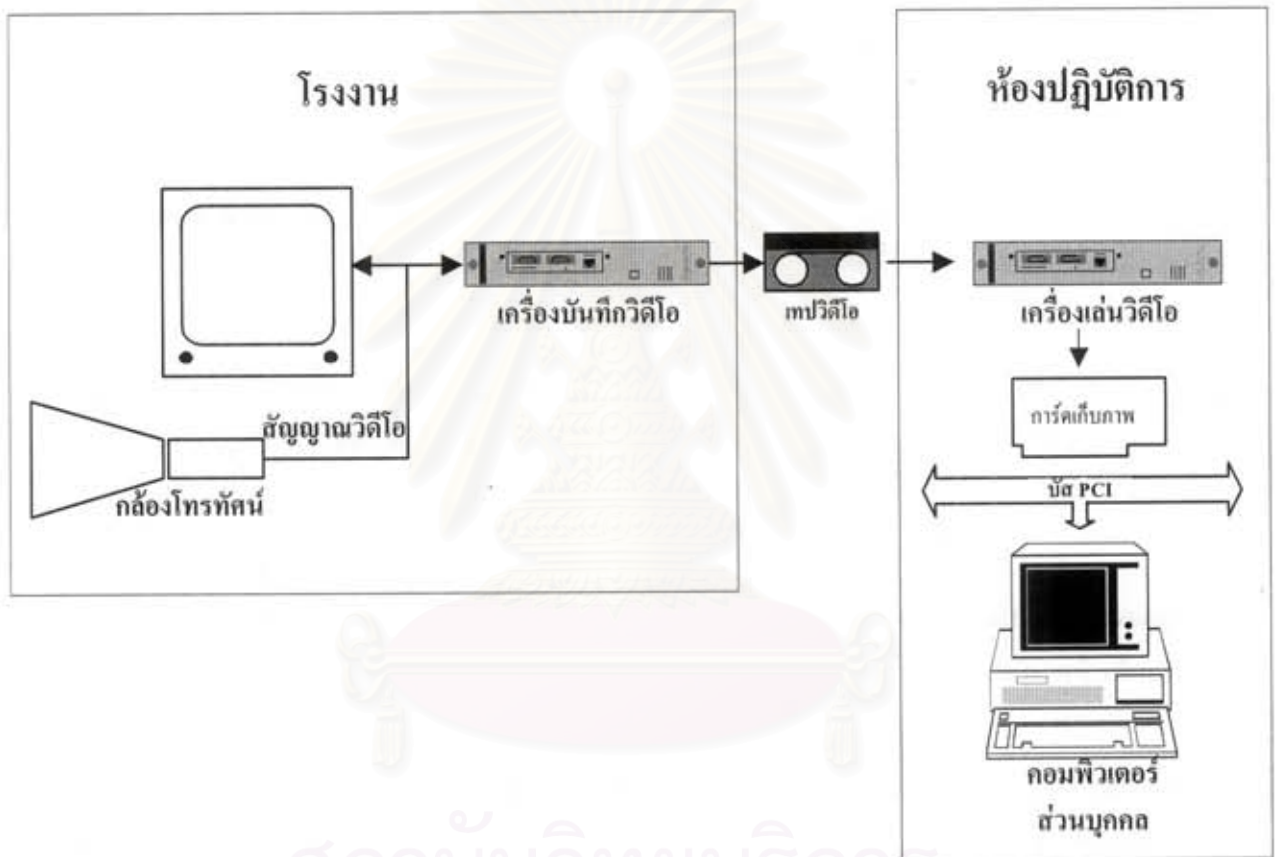 โรงงาน
ห้องปฏิบัติการ
เครื่องบันทึกวิดีโอ
เทปวิดีโอ
เครื่องเล่นวิดีโอ
การ์ดเก็บภาพ
สัญญาณวิดีโอ
บัส PCI
กล้องโทรทัศน์
คอมพิวเตอร์
ส่วนบุคคล